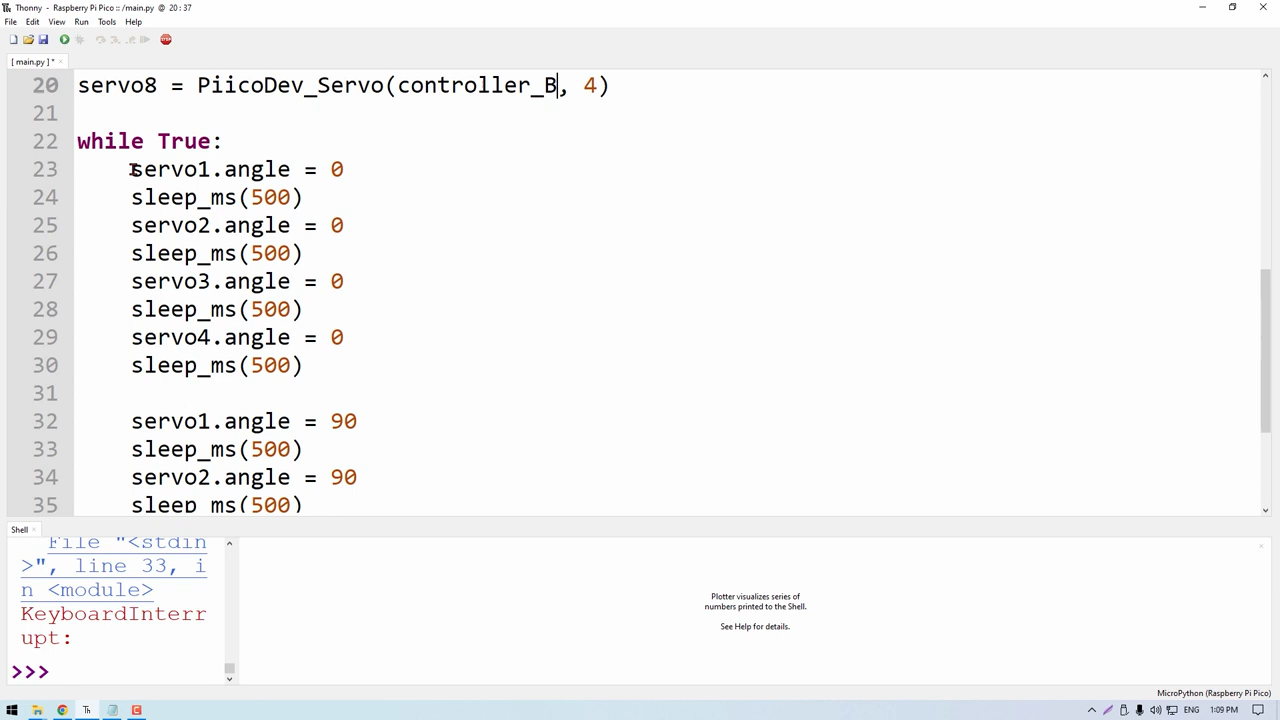 Thonny - Raspberry Pi Pico :: /main.py @ 20 : 37
File Edit View Run Tools Help
STOP
[ main.py ] * ×
20 servo8 = PiicoDev_Servo(controller_B, 4)
21
22 while True:
23 servo1.angle = 0
24 sleep_ms(500)
25 servo2.angle = 0
26 sleep_ms(500)
27 servo3.angle = 0
28 sleep_ms(500)
29 servo4.angle = 0
30 sleep_ms(500)
31
32 servo1.angle = 90
33 sleep_ms(500)
34 servo2.angle = 90
35 sleep_ms(500)
Shell ×
File "<stdin
>", line 33, i
n <module>
KeyboardInterr
upt:
>>>
Plotter visualizes series of
numbers printed to the Shell.
See Help for details.
MicroPython (Raspberry Pi Pico)
Th
ENG 1:09 PM